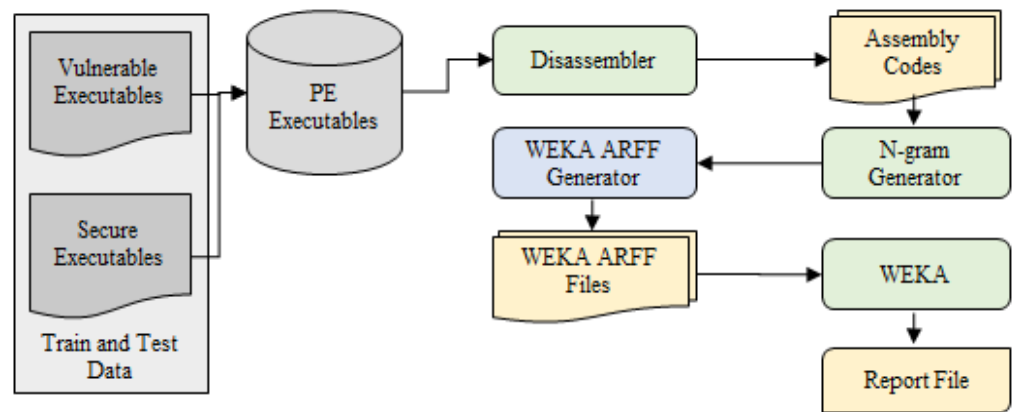 Vulnerable
Executables
Secure
Executables
Train and Test
Data
PE
Executables
Disassembler
Assembly
Codes
N-gram
Generator
WEKA ARFF
Generator
WEKA ARFF
Files
WEKA
Report File